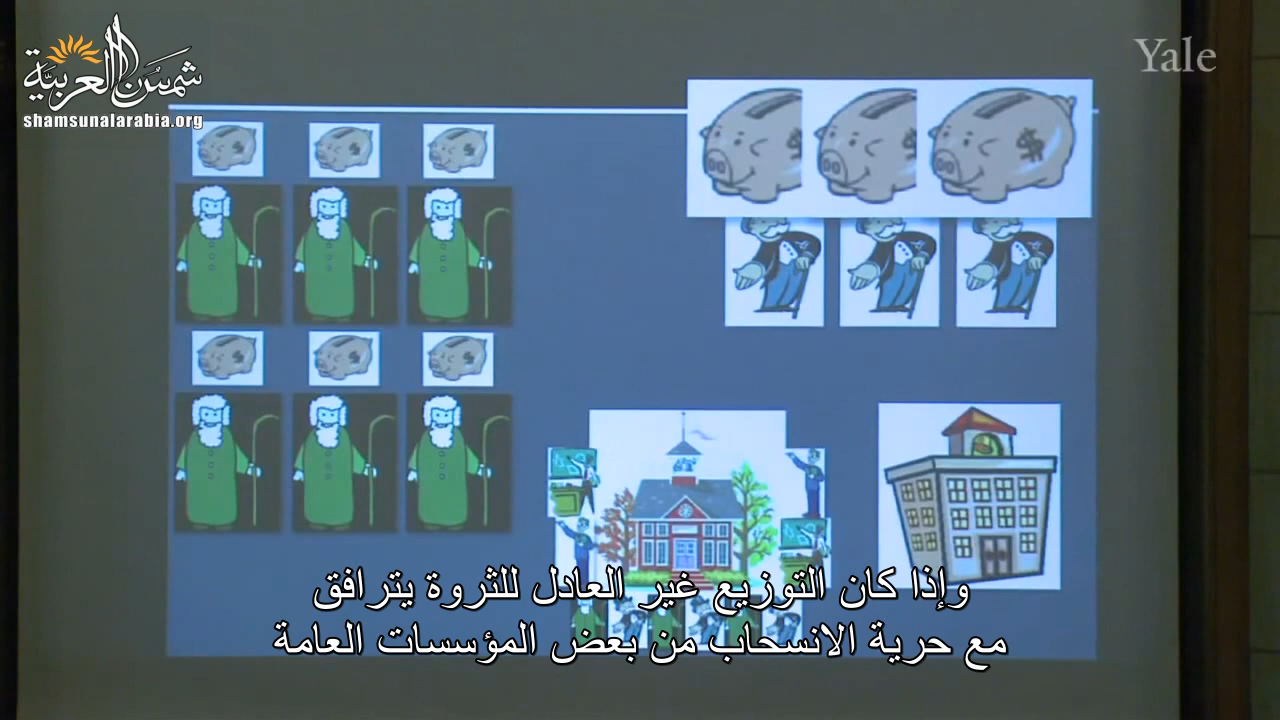 شمس العربية
shamsunalarabia.org
Yale
وإذا كان التوزيع غير العادل للثروة يترافق
مع حرية الانسحاب من بعض المؤسسات العامة